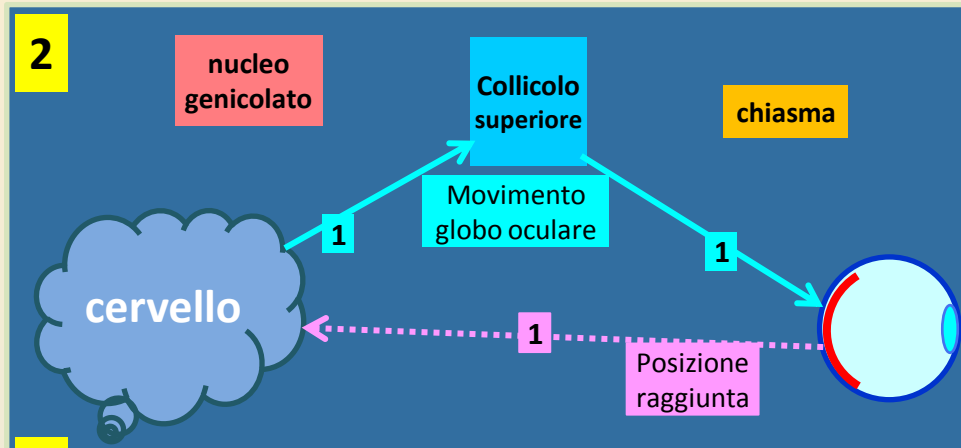 2
nucleo
genicolato
Collicolo
superiore
chiasma
Movimento
globo oculare
1
1
cervello
1
Posizione
raggiunta